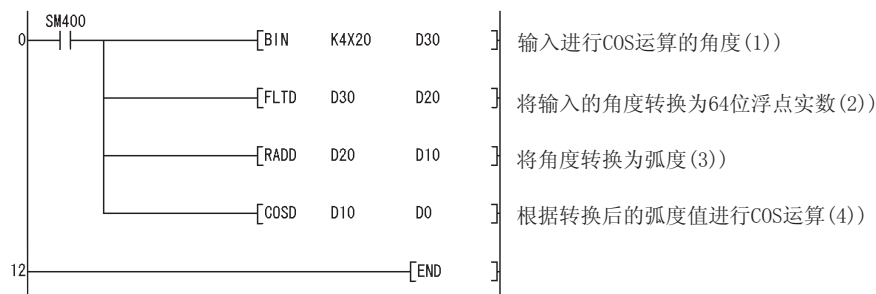 SM400
0 BIN K4X20 D30 输入进行COS运算的角度(1))
FLTD D30 D20 将输入的角度转换为64位浮点实数(2))
RADD D20 D10 将角度转换为弧度(3))
COSD D10 D0 根据转换后的弧度值进行COS运算(4))
12 END